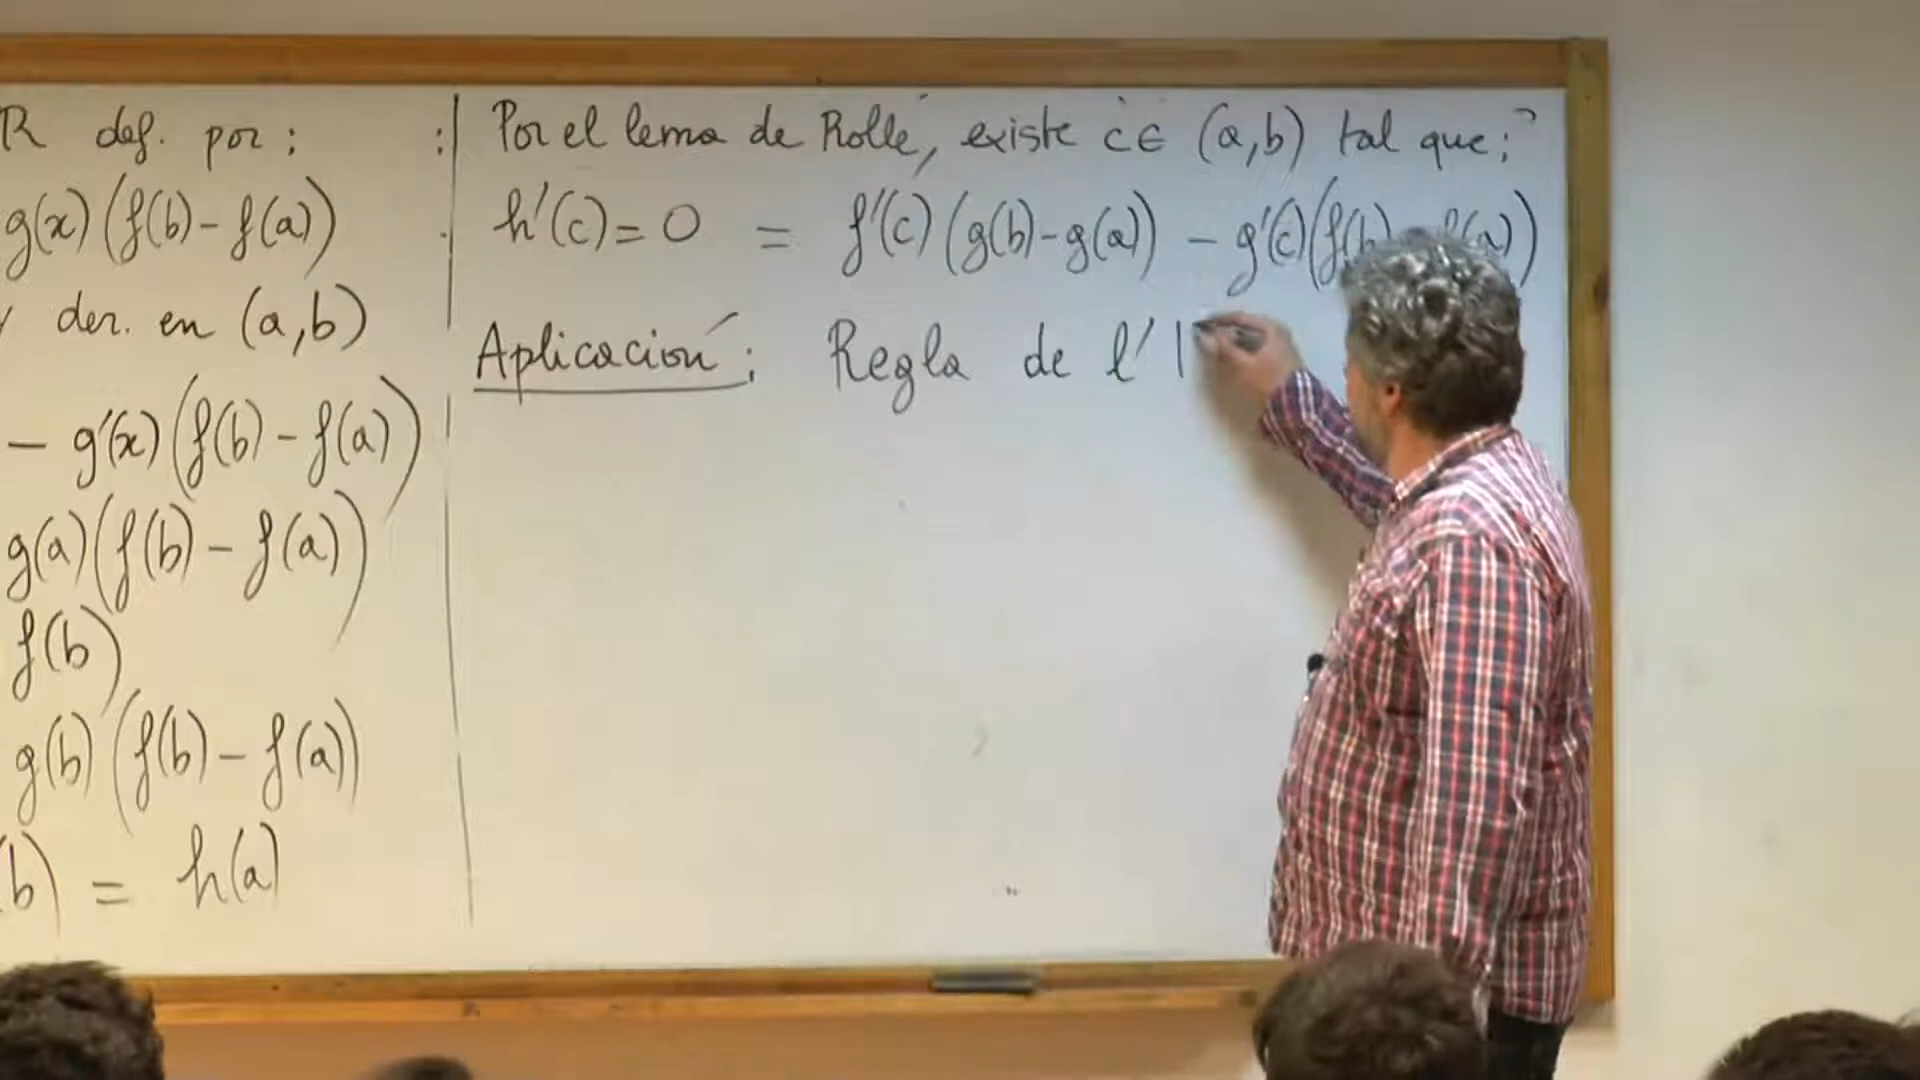 R def. por:
g(x)(f(b)-f(a))
y der. en (a,b)
- g'(x)(f(b)-f(a))
g(a)(f(b)-f(a))
f(b)
g(b)(f(b)-f(a))
b) = h(a)
Por el lema de Rolle, existe c ∈ (a,b) tal que:
h'(c)=0 = f'(c)(g(b)-g(a)) - g'(c)(f(b)-f(a))
Aplicación: Regla de l'